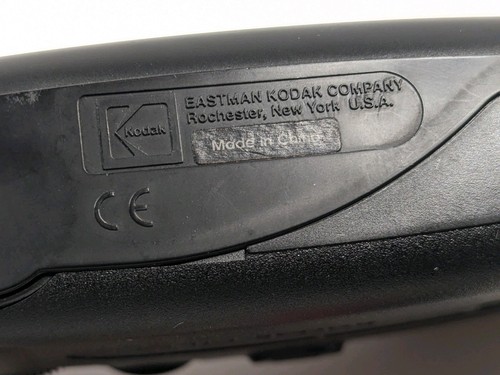 Kodak
EASTMAN KODAK COMPANY
Rochester, New York U.S.A.
Made in China
CE